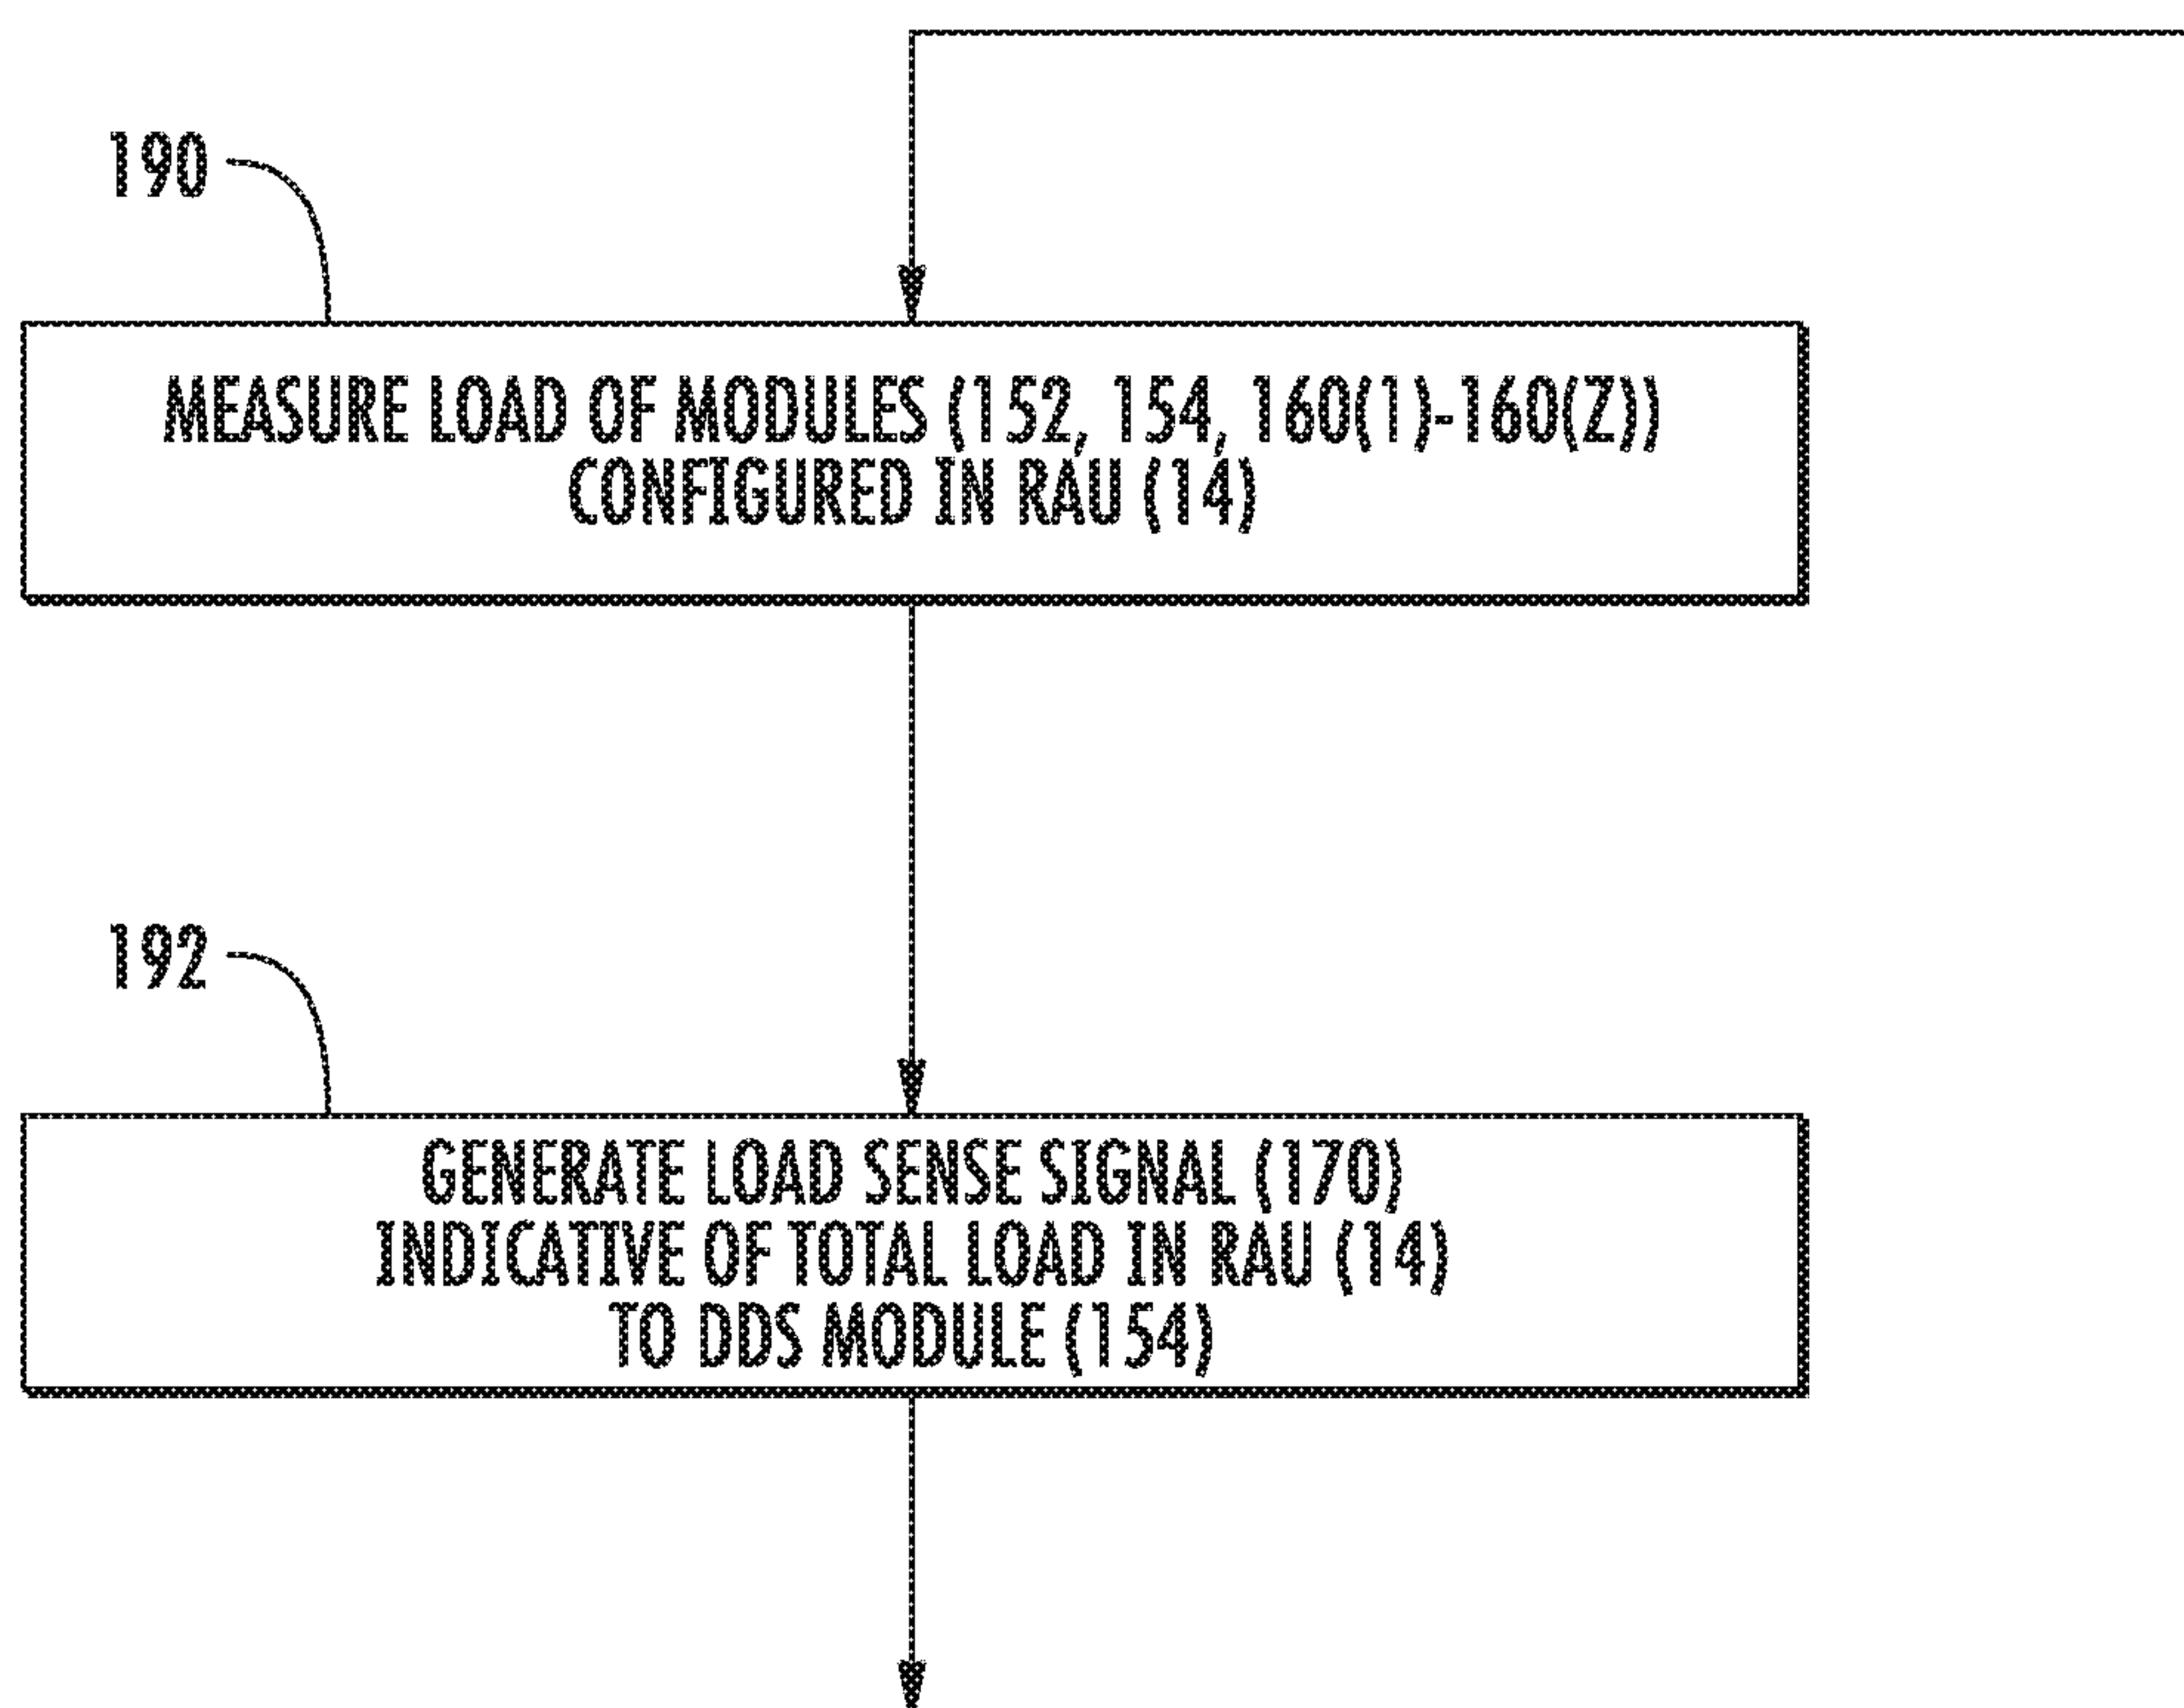 190
MEASURE LOAD OF MODULES (152, 154, 160(1)-160(Z))
CONFIGURED IN RAU (14)
192
GENERATE LOAD SENSE SIGNAL (170)
INDICATIVE OF TOTAL LOAD IN RAU (14)
TO DDS MODULE (154)